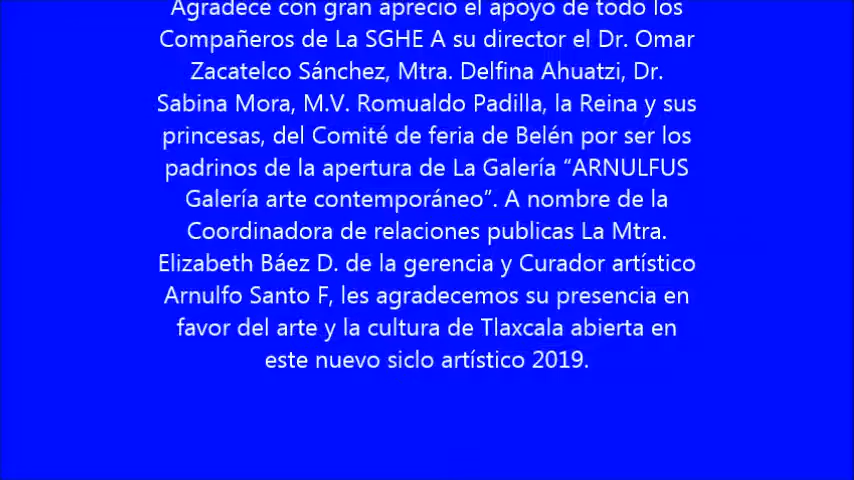 Agradece con gran aprecio el apoyo de todo los
Compañeros de La SGHE A su director el Dr. Omar
Zacatelco Sánchez, Mtra. Delfina Ahuatzi, Dr.
Sabina Mora, M.V. Romualdo Padilla, la Reina y sus
princesas, del Comité de feria de Belén por ser los
padrinos de la apertura de La Galería “ARNULFUS
Galería arte contemporáneo”. A nombre de la
Coordinadora de relaciones publicas La Mtra.
Elizabeth Báez D. de la gerencia y Curador artístico
Arnulfo Santo F, les agradecemos su presencia en
favor del arte y la cultura de Tlaxcala abierta en
este nuevo siclo artístico 2019.